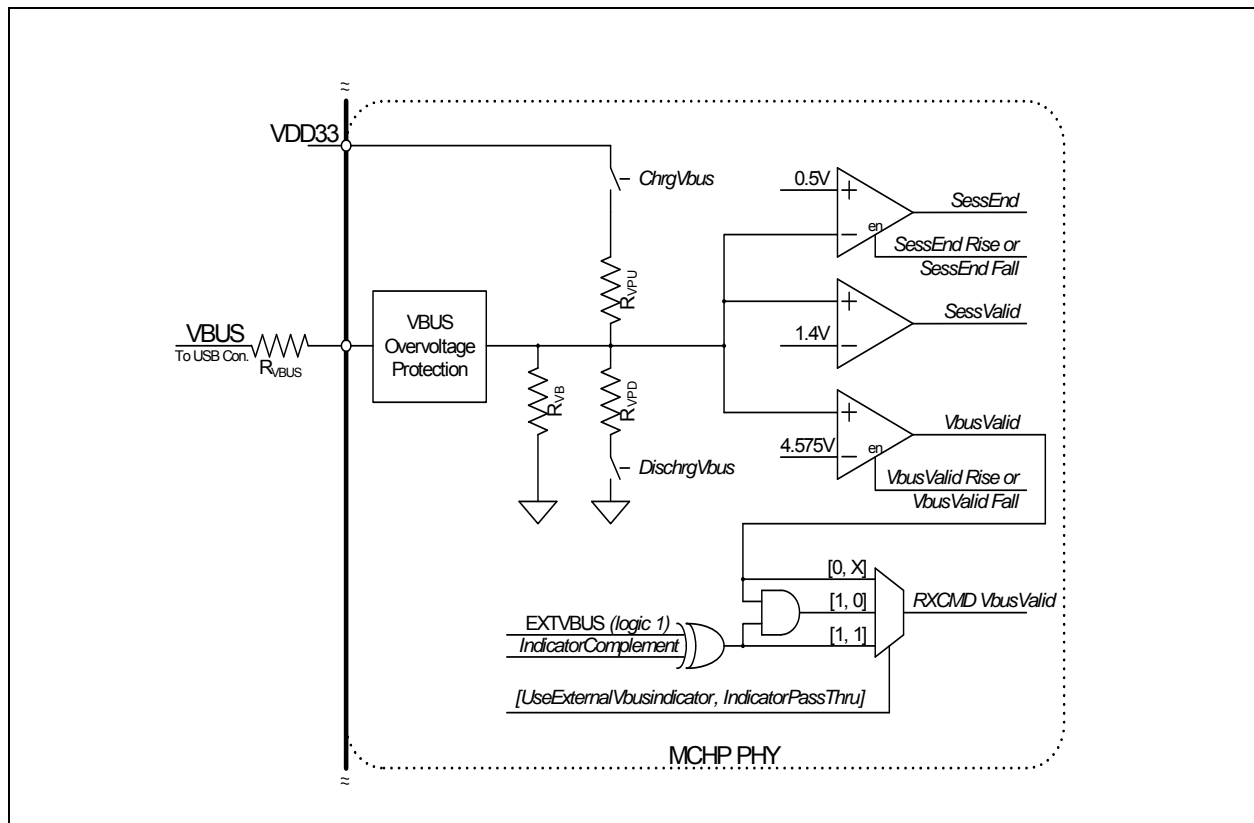 ≈
VDD33
ChrgVbus
0.5V
+
SessEnd
–
en
SessEnd Rise or
SessEnd Fall
RVPU
VBUS
To USB Con.
RVBUS
VBUS
Overvoltage
Protection
+
SessValid
1.4V
–
RVB
RVPD
+
VbusValid
4.575V
–
en
DischrgVbus
VbusValid Rise or
VbusValid Fall
[0, X]
[1, 0]
RXCMD VbusValid
EXTVBUS (logic 1)
IndicatorComplement
[1, 1]
[UseExternalVbusindicator, IndicatorPassThru]
MCHP PHY
≈